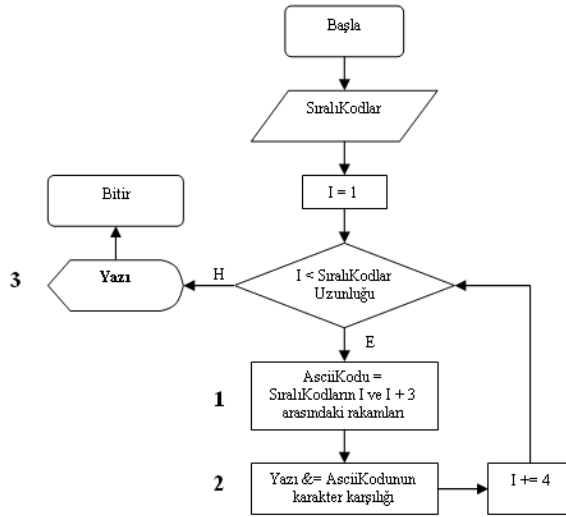 Başla
SıralıKodlar
I = 1
Bitir
I < SıralıKodlar
Uzunluğu
H
Yazı
3
E
AsciiKodu =
SıralıKodların I ve I + 3
arasındaki rakamları
1
Yazı &= AsciiKodunun
karakter karşılığı
2
I += 4